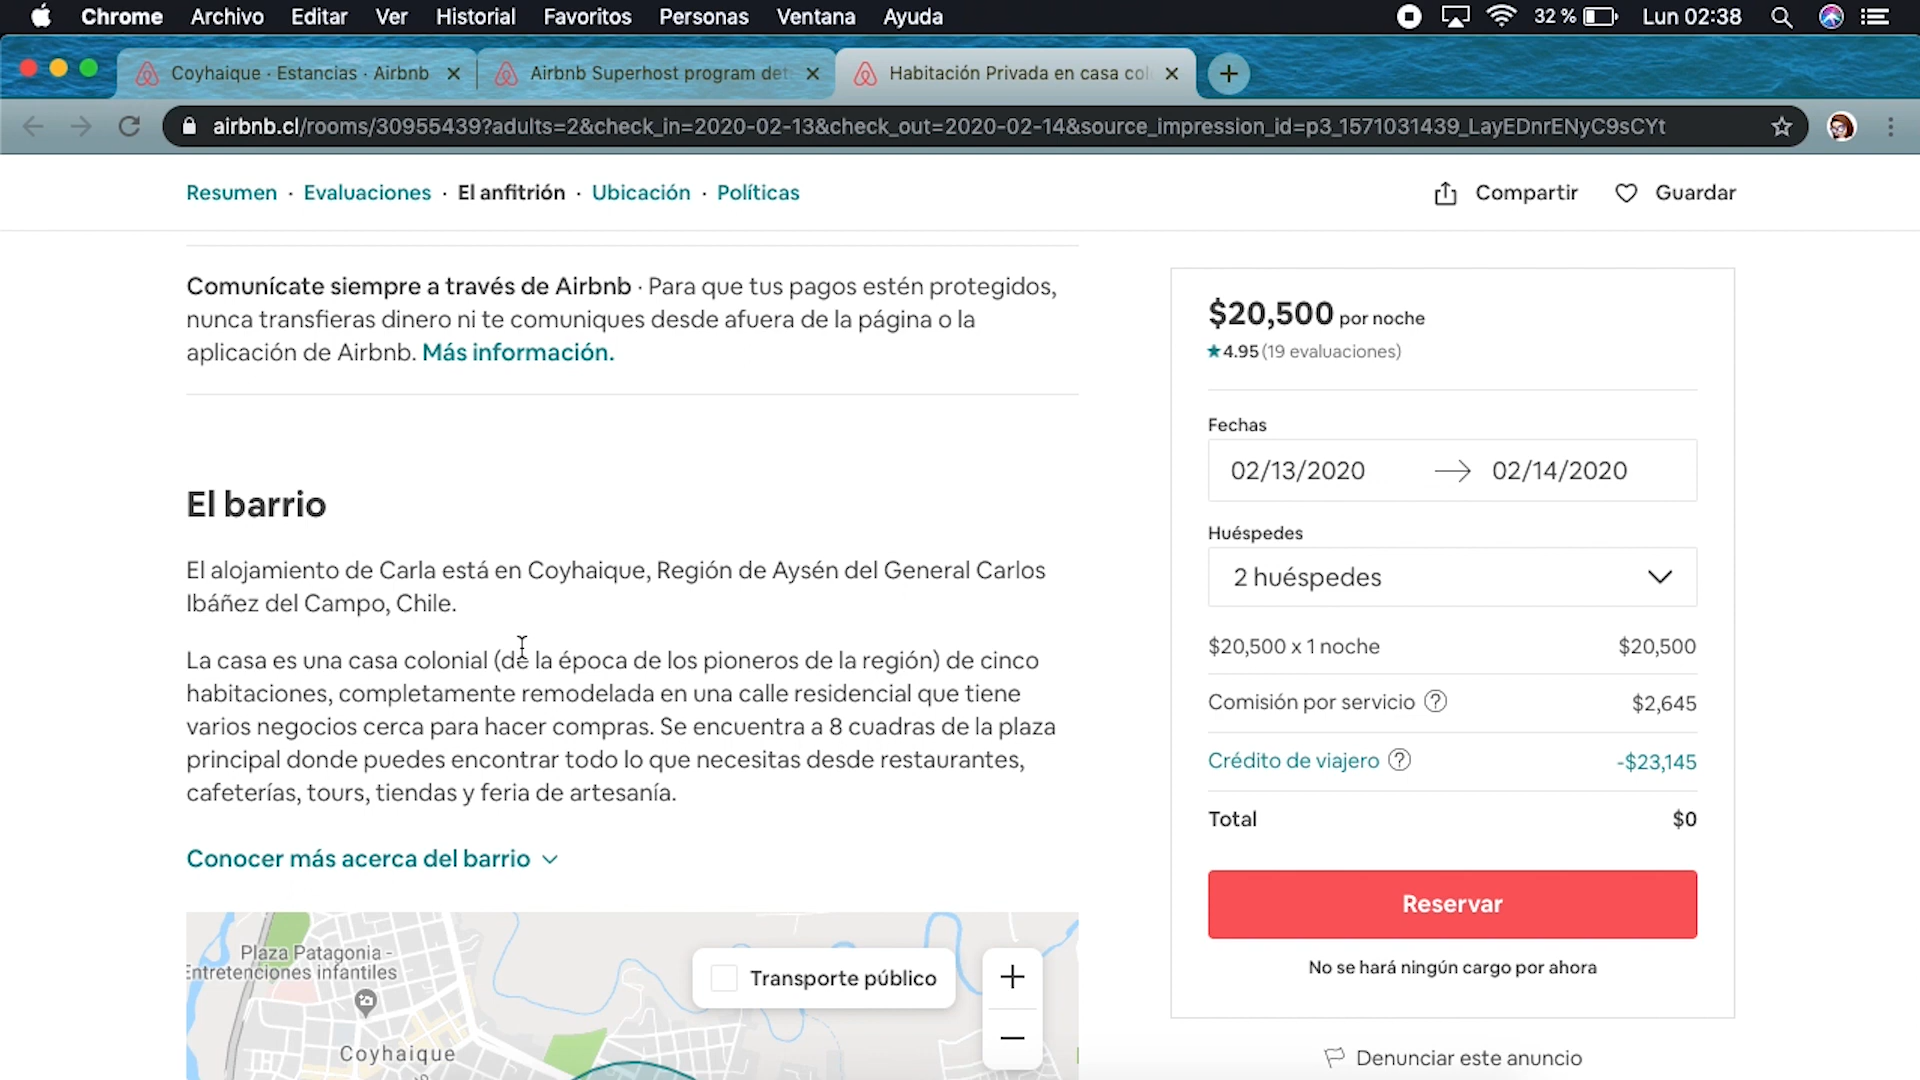 Chrome Archivo Editar Ver Historial Favoritos Personas Ventana Ayuda 32 % Lun 02:38
Coyhaique · Estancias · Airbnb
Airbnb Superhost program det
Habitación Privada en casa col
airbnb.cl/rooms/30955439?adults=2&check_in=2020-02-13&check_out=2020-02-14&source_impression_id=p3_1571031439_LayEDnrENyC9sCYt
Resumen · Evaluaciones · El anfitrión · Ubicación · Políticas
Compartir Guardar
Comunícate siempre a través de Airbnb · Para que tus pagos estén protegidos,
nunca transfieras dinero ni te comuniques desde afuera de la página o la
aplicación de Airbnb. Más información.
El barrio
El alojamiento de Carla está en Coyhaique, Región de Aysén del General Carlos
Ibáñez del Campo, Chile.
La casa es una casa colonial (de la época de los pioneros de la región) de cinco
habitaciones, completamente remodelada en una calle residencial que tiene
varios negocios cerca para hacer compras. Se encuentra a 8 cuadras de la plaza
principal donde puedes encontrar todo lo que necesitas desde restaurantes,
cafeterías, tours, tiendas y feria de artesanía.
Conocer más acerca del barrio
Plaza Patagonia -
Entretenciones infantiles
Coyhaique
Transporte público
+
−
$20,500 por noche
★4.95 (19 evaluaciones)
Fechas
02/13/2020 → 02/14/2020
Huéspedes
2 huéspedes
$20,500 x 1 noche $20,500
Comisión por servicio ? $2,645
Crédito de viajero ? -$23,145
Total $0
Reservar
No se hará ningún cargo por ahora
Denunciar este anuncio